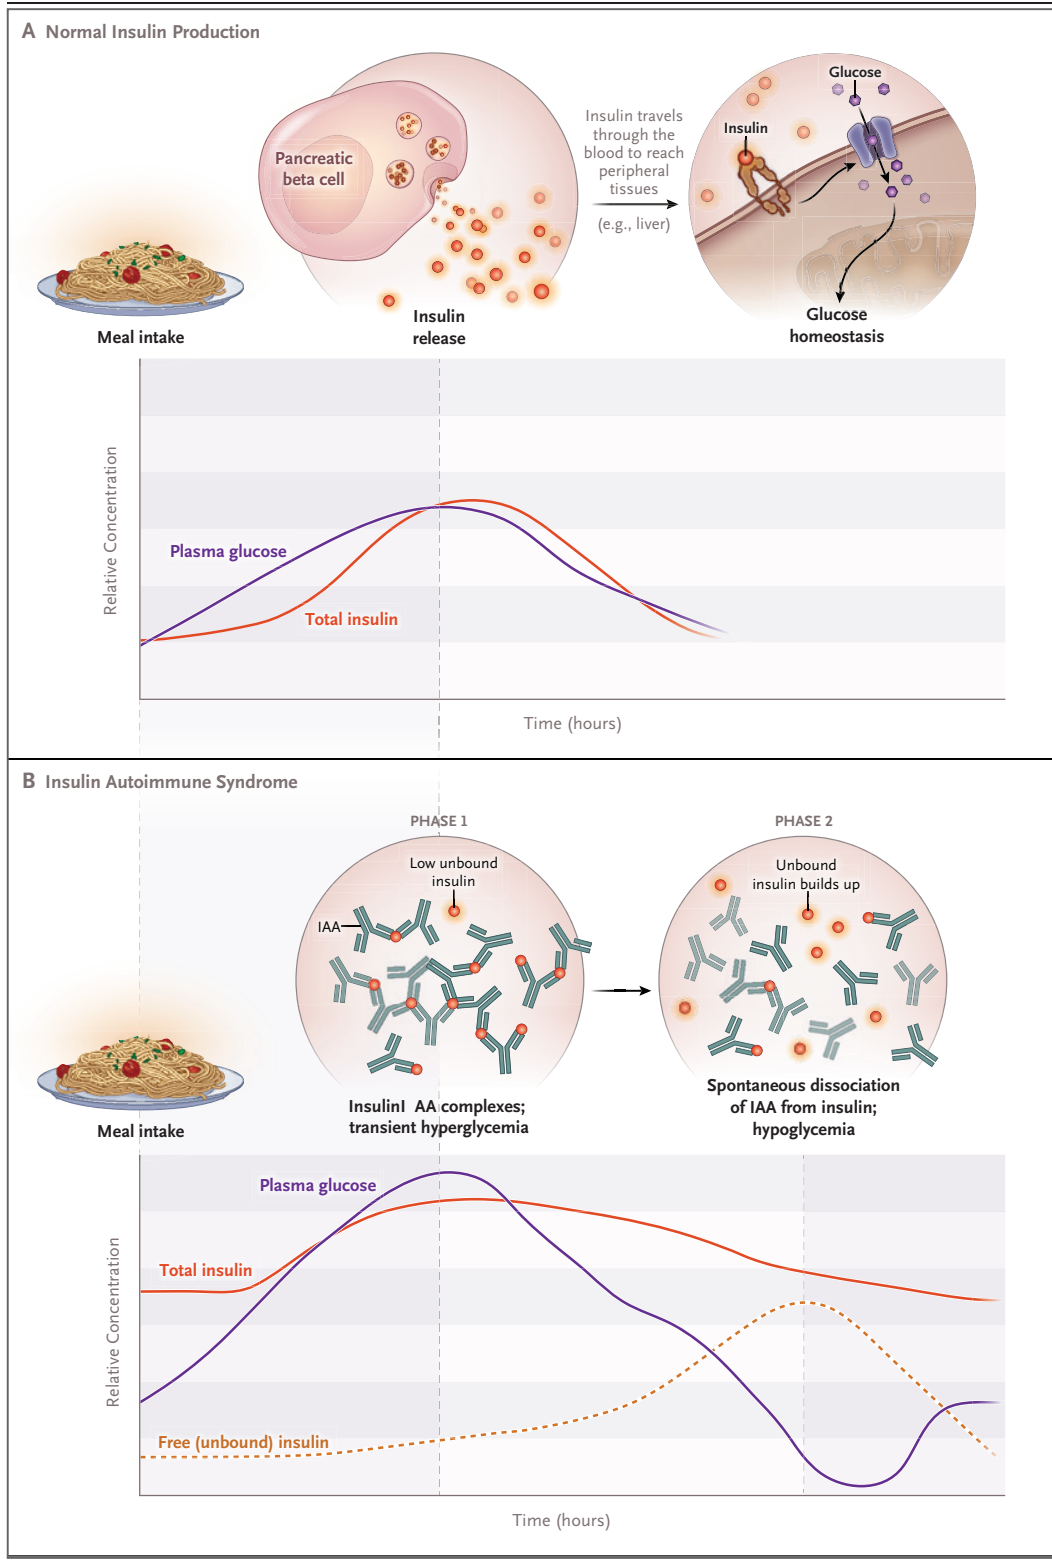 A Normal Insulin Production
Pancreatic
beta cell
Insulin travels
through the
blood to reach
peripheral
tissues
(e.g., liver)
Glucose
Insulin
Meal intake
Insulin
release
Glucose
homeostasis
Relative Concentration
Plasma glucose
Total insulin
Time (hours)
B Insulin Autoimmune Syndrome
PHASE 1
PHASE 2
Low unbound
insulin
IAA
Unbound
insulin builds up
Meal intake
InsulinI AA complexes;
transient hyperglycemia
Spontaneous dissociation
of IAA from insulin;
hypoglycemia
Relative Concentration
Plasma glucose
Total insulin
Free (unbound) insulin
Time (hours)